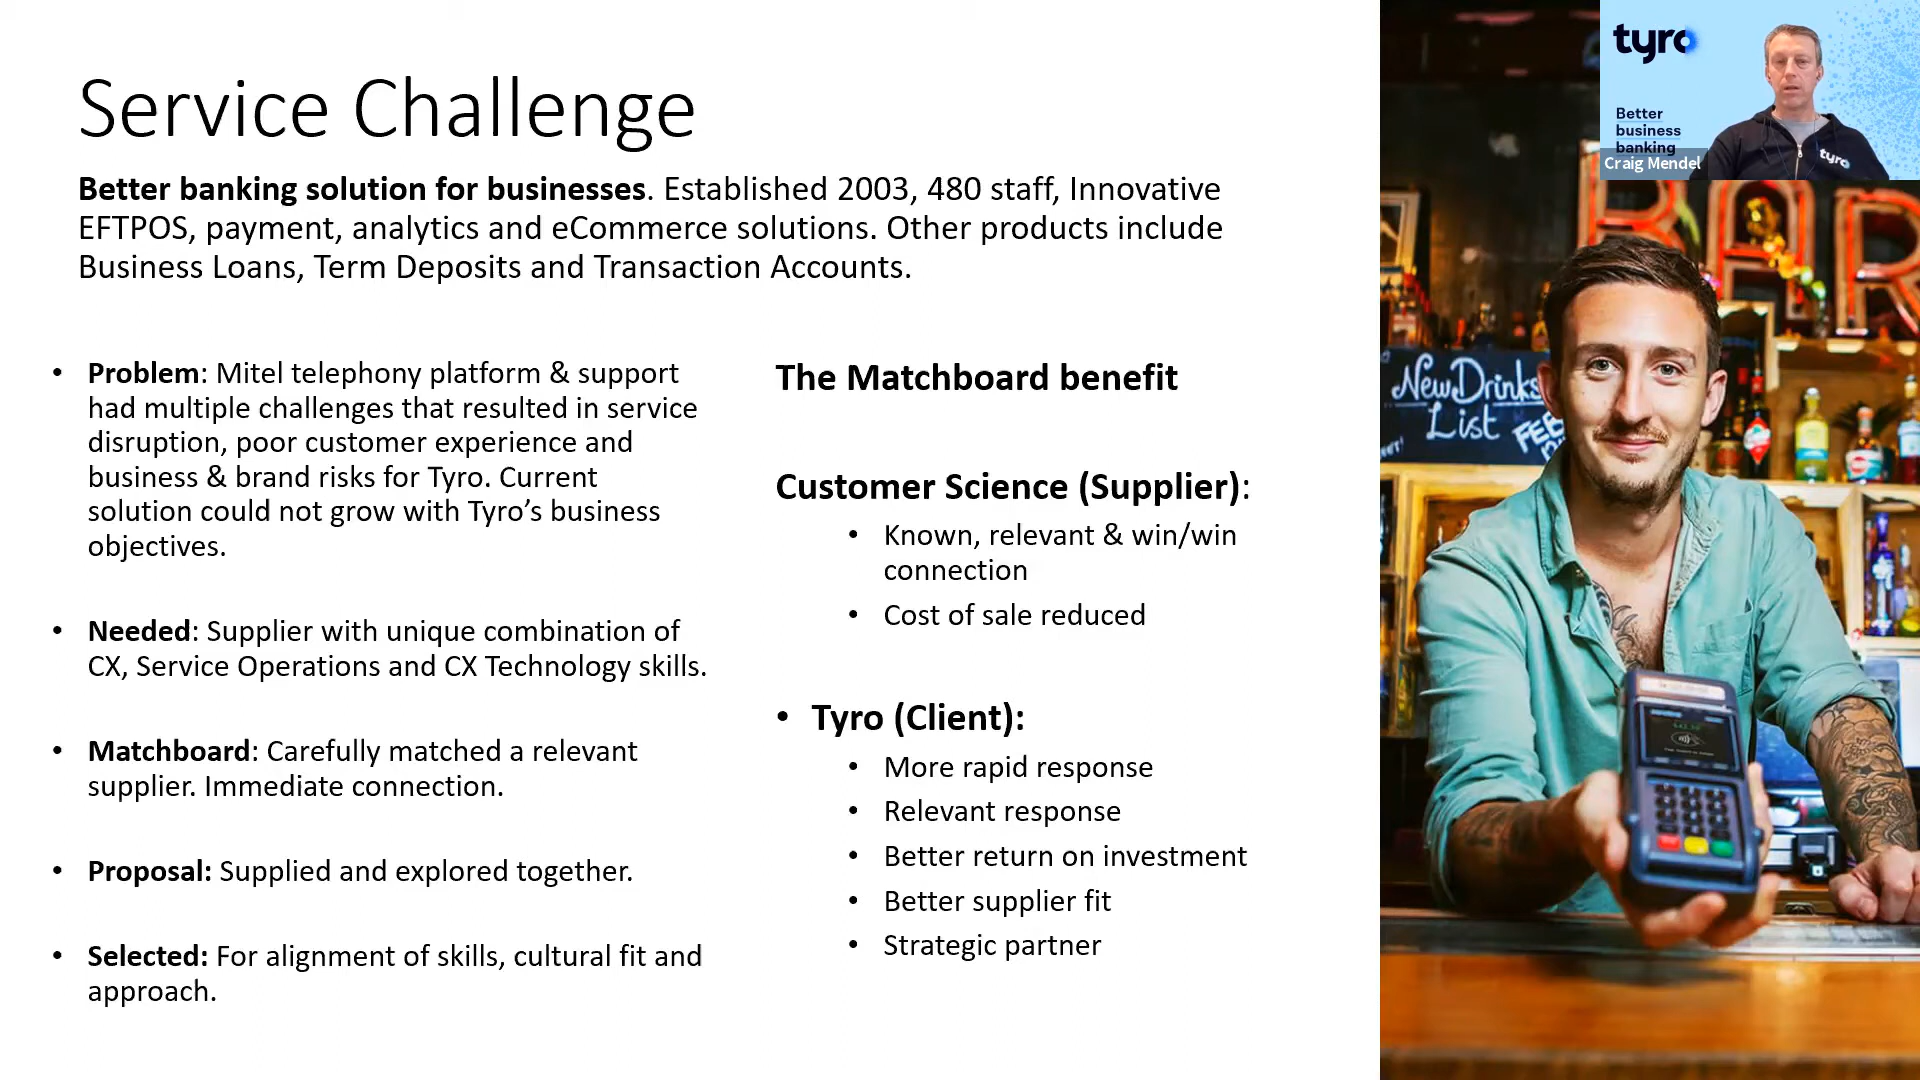 Service Challenge
Better banking solution for businesses. Established 2003, 480 staff, Innovative
EFTPOS, payment, analytics and eCommerce solutions. Other products include
Business Loans, Term Deposits and Transaction Accounts.
• Problem: Mitel telephony platform & support
had multiple challenges that resulted in service
disruption, poor customer experience and
business & brand risks for Tyro. Current
solution could not grow with Tyro’s business
objectives.
• Needed: Supplier with unique combination of
CX, Service Operations and CX Technology skills.
• Matchboard: Carefully matched a relevant
supplier. Immediate connection.
• Proposal: Supplied and explored together.
• Selected: For alignment of skills, cultural fit and
approach.
The Matchboard benefit
Customer Science (Supplier):
• Known, relevant & win/win
connection
• Cost of sale reduced
• Tyro (Client):
• More rapid response
• Relevant response
• Better return on investment
• Better supplier fit
• Strategic partner
tyro
Better
business
banking
Craig Mendel
tyro
BAR
New Drinks
List